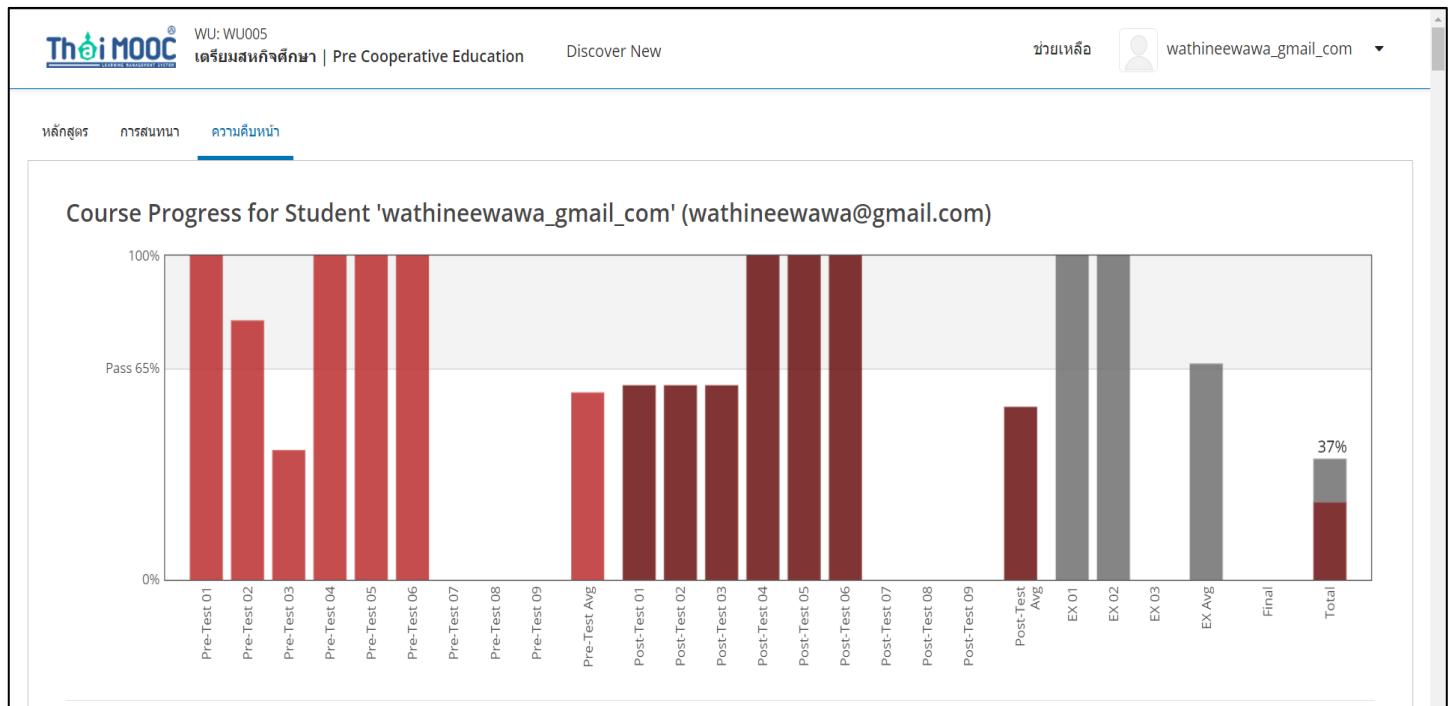 Thai MOOC
LEARNING MANAGEMENT SYSTEM
WU: WU005
เตรียมสหกิจศึกษา | Pre Cooperative Education
Discover New
ช่วยเหลือ
wathineewawa_gmail_com
หลักสูตร
การสนทนา
ความคืบหน้า
Course Progress for Student 'wathineewawa_gmail_com' (wathineewawa@gmail.com)
100%
Pass 65%
0%
37%
Pre-Test 01
Pre-Test 02
Pre-Test 03
Pre-Test 04
Pre-Test 05
Pre-Test 06
Pre-Test 07
Pre-Test 08
Pre-Test 09
Pre-Test Avg
Post-Test 01
Post-Test 02
Post-Test 03
Post-Test 04
Post-Test 05
Post-Test 06
Post-Test 07
Post-Test 08
Post-Test 09
Post-Test
Avg
EX 01
EX 02
EX 03
EX Avg
Final
Total